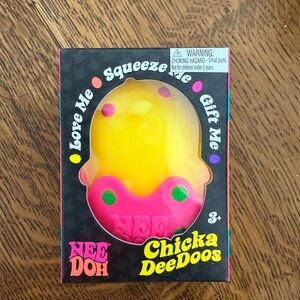 WARNING:
CHOKING HAZARD - Small parts
Not for children under 3 years.
Love Me
Squeeze Me
Gift Me
NEE
3+
NEE
DOH
Chicka
DeeDoos